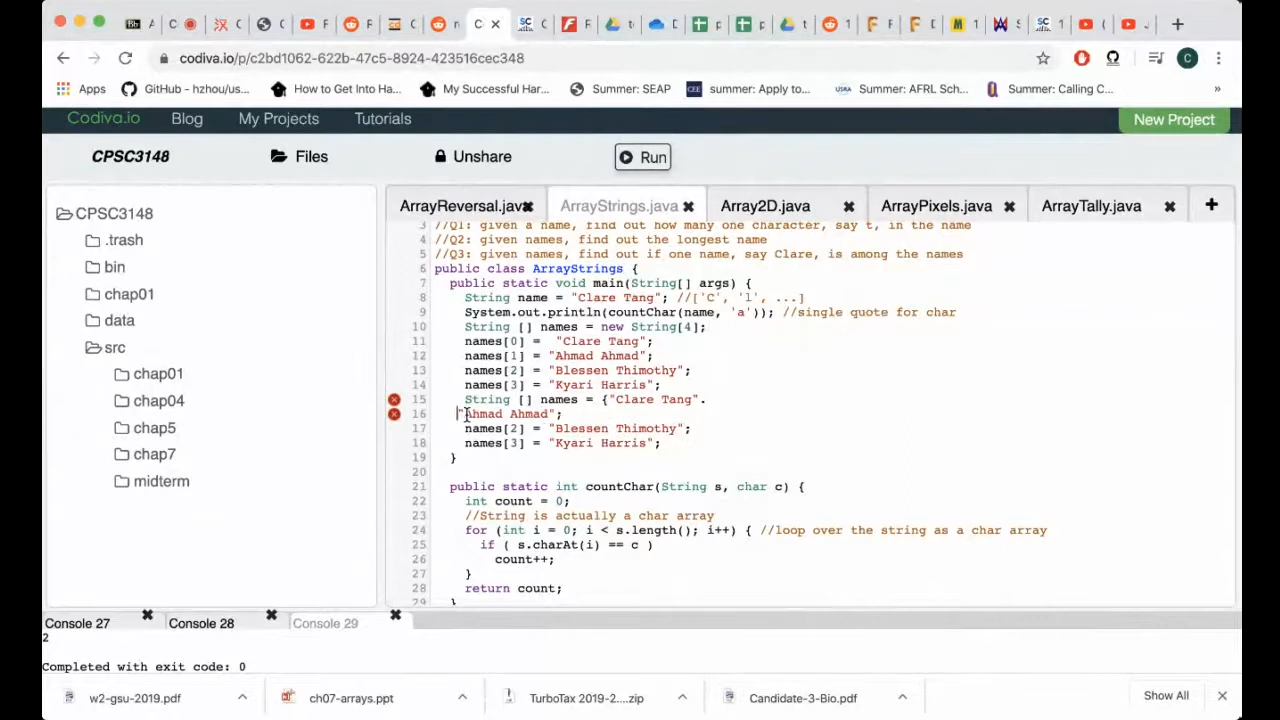 codiva.io/p/c2bd1062-622b-47c5-8924-423516cec348
Apps GitHub - hzhou/us... How to Get Into Ha... My Successful Har... Summer: SEAP CEE summer: Apply to... USRA Summer: AFRL Sch... Summer: Calling C... »
Codiva.io Blog My Projects Tutorials New Project
CPSC3148 Files Unshare Run
ArrayReversal.jav ArrayStrings.java Array2D.java ArrayPixels.java ArrayTally.java +
CPSC3148
.trash
bin
chap01
data
src
chap01
chap04
chap5
chap7
midterm
3 //Q1: given a name, find out how many one character, say t, in the name
4 //Q2: given names, find out the longest name
5 //Q3: given names, find out if one name, say Clare, is among the names
6 public class ArrayStrings {
7 public static void main(String[] args) {
8 String name = "Clare Tang"; //['C', 'l', ...]
9 System.out.println(countChar(name, 'a')); //single quote for char
10 String [] names = new String[4];
11 names[0] = "Clare Tang";
12 names[1] = "Ahmad Ahmad";
13 names[2] = "Blessen Thimothy";
14 names[3] = "Kyari Harris";
15 String [] names = {"Clare Tang".
16 "Ahmad Ahmad";
17 names[2] = "Blessen Thimothy";
18 names[3] = "Kyari Harris";
19 }
20
21 public static int countChar(String s, char c) {
22 int count = 0;
23 //String is actually a char array
24 for (int i = 0; i < s.length(); i++) { //loop over the string as a char array
25 if ( s.charAt(i) == c )
26 count++;
27 }
28 return count;
29 }
Console 27 Console 28 Console 29
2
Completed with exit code: 0
w2-gsu-2019.pdf ch07-arrays.ppt TurboTax 2019-2....zip Candidate-3-Bio.pdf Show All